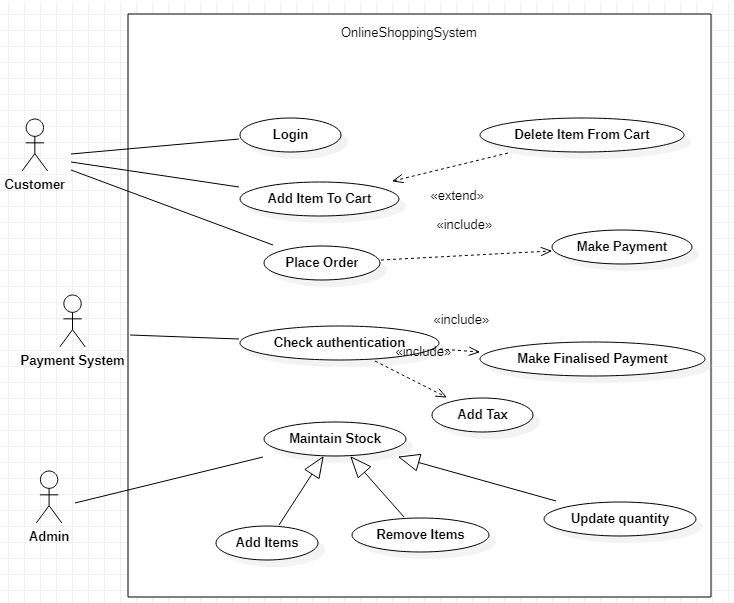 OnlineShoppingSystem
Login
Delete Item From Cart
Customer
Add Item To Cart
«extend»
«include»
Place Order
Make Payment
«include»
Payment System
Check authentication
«include»
Make Finalised Payment
Add Tax
Maintain Stock
Admin
Add Items
Remove Items
Update quantity